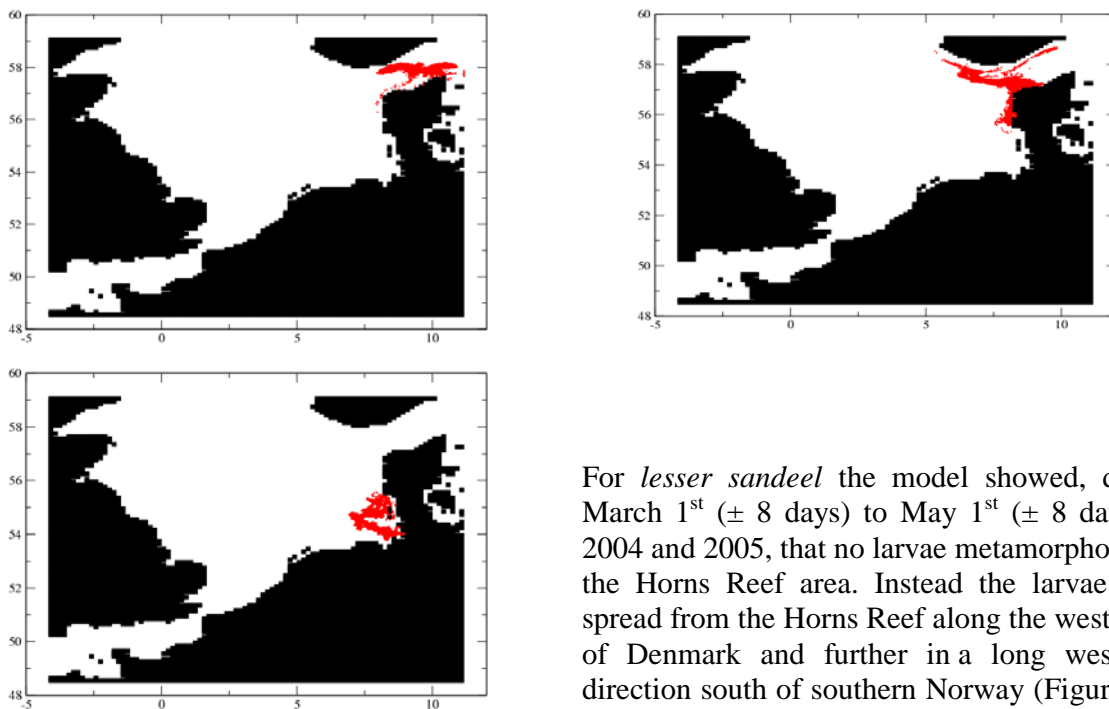 60
58
56
54
52
50
48
-5 0 5 10
60
58
56
54
52
50
48
-5 0 5 10
60
58
56
54
52
50
48
-5 0 5 10
For lesser sandeel the model showed, d
March 1st (± 8 days) to May 1st (± 8 da
2004 and 2005, that no larvae metamorpho
the Horns Reef area. Instead the larvae
spread from the Horns Reef along the west
of Denmark and further in a long wes
direction south of southern Norway (Figur